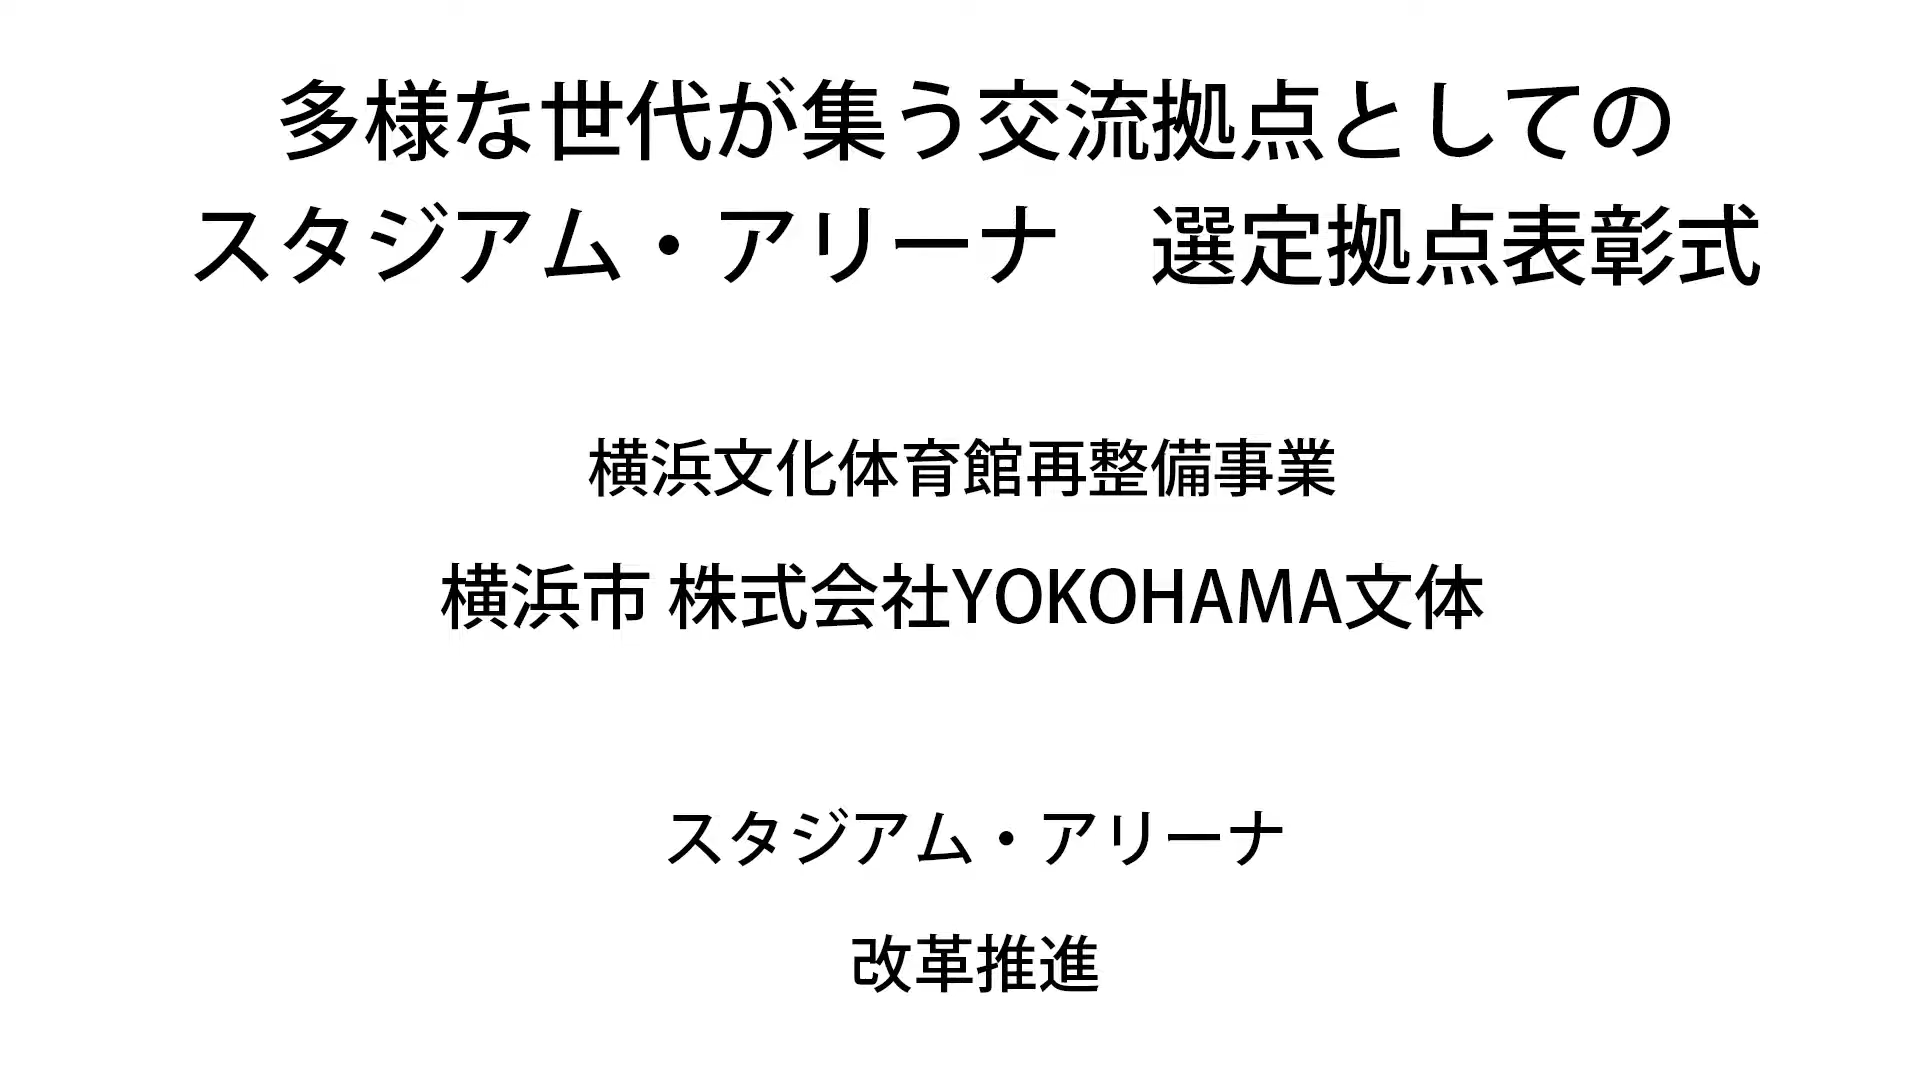 多様な世代が集う交流拠点としての
スタジアム・アリーナ　選定拠点表彰式
横浜文化体育館再整備事業
横浜市 株式会社YOKOHAMA文体
スタジアム・アリーナ
改革推進